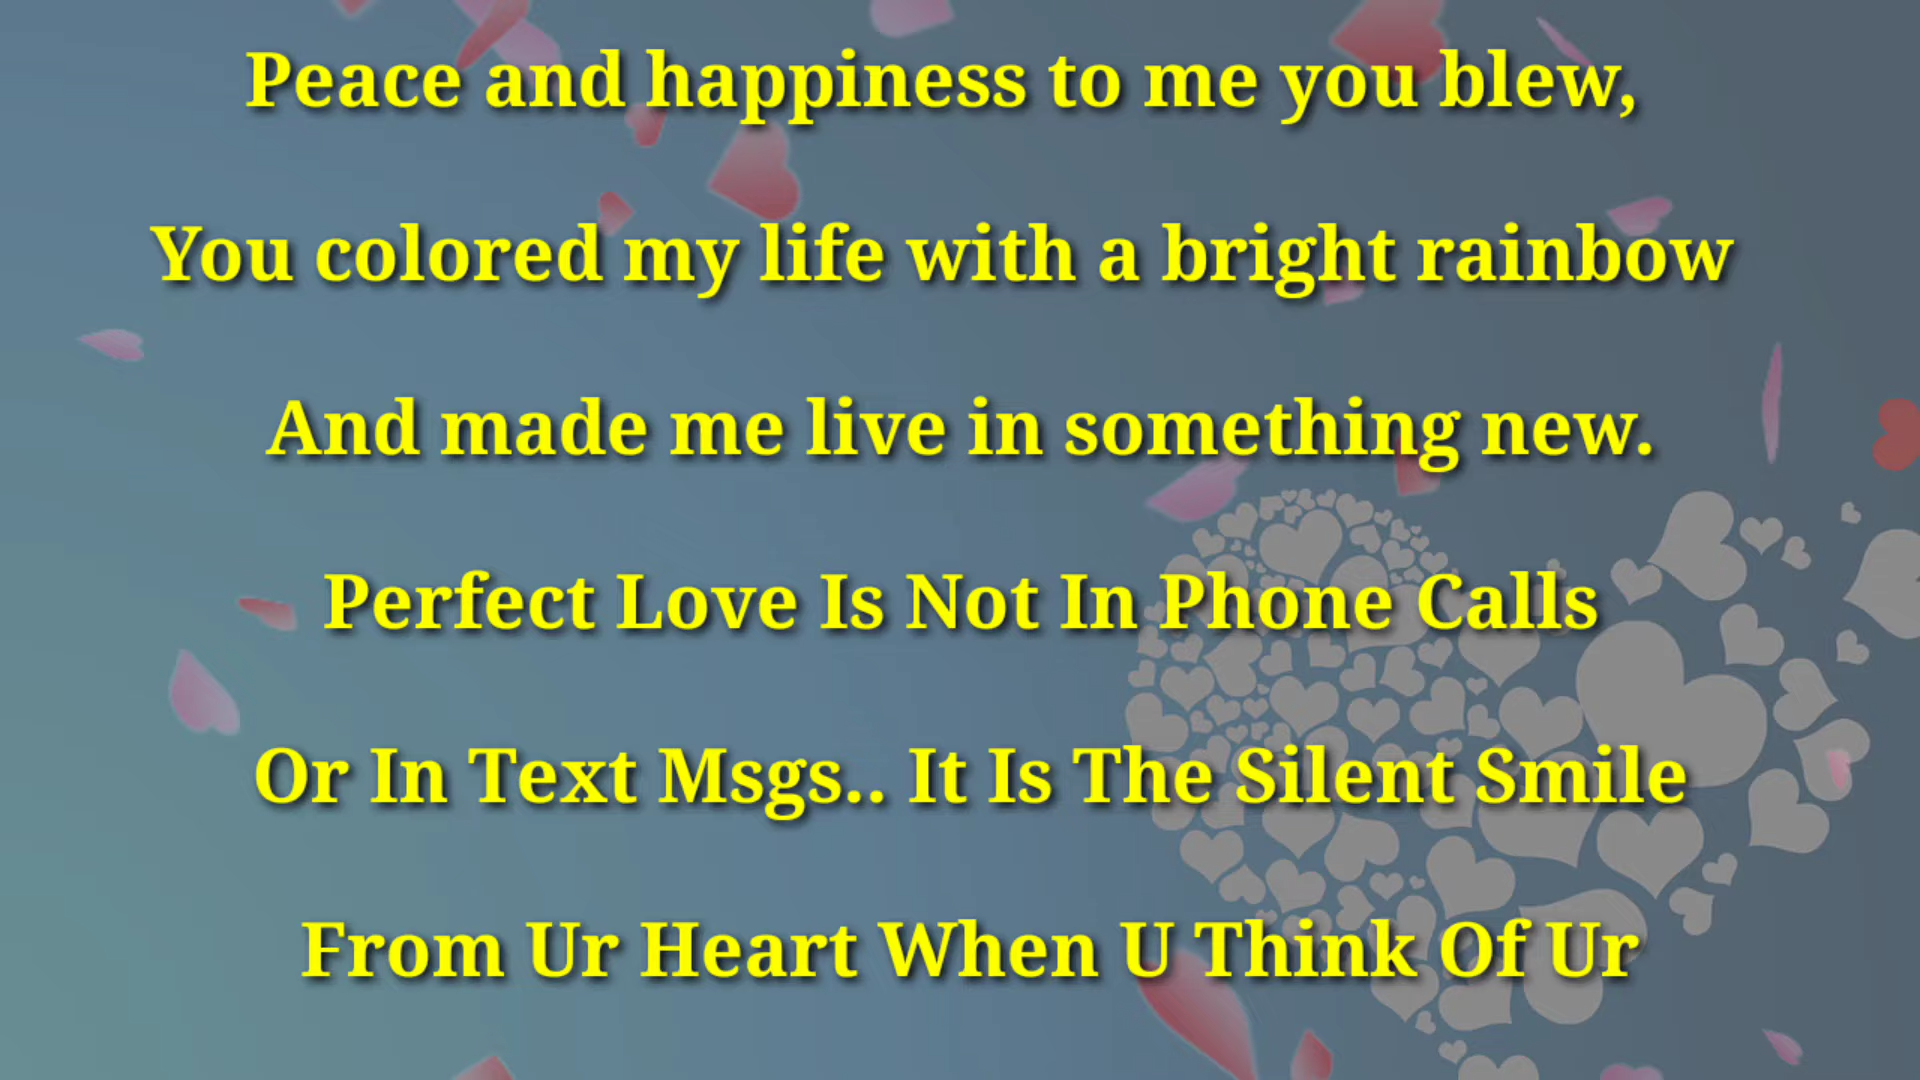 Peace and happiness to me you blew,
You colored my life with a bright rainbow
And made me live in something new.
Perfect Love Is Not In Phone Calls
Or In Text Msgs.. It Is The Silent Smile
From Ur Heart When U Think Of Ur